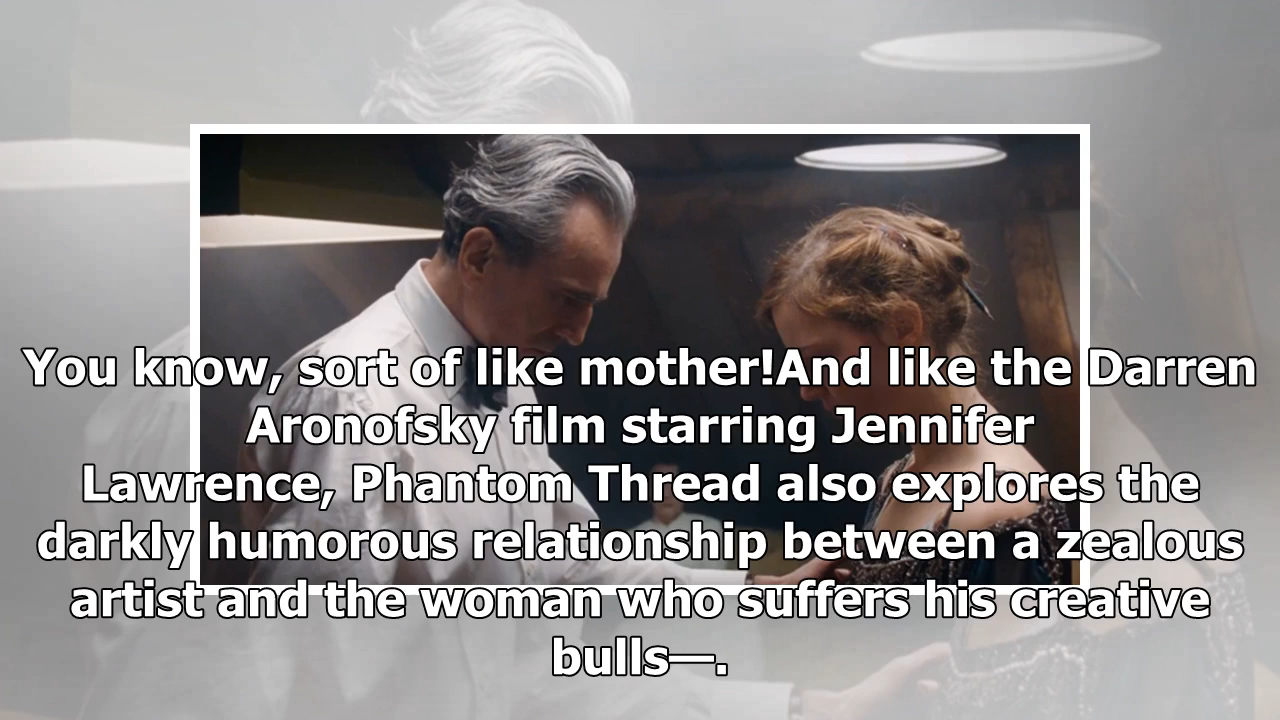 You know, sort of like mother!And like the Darren
Aronofsky film starring Jennifer
Lawrence, Phantom Thread also explores the
darkly humorous relationship between a zealous
artist and the woman who suffers his creative
bulls—.